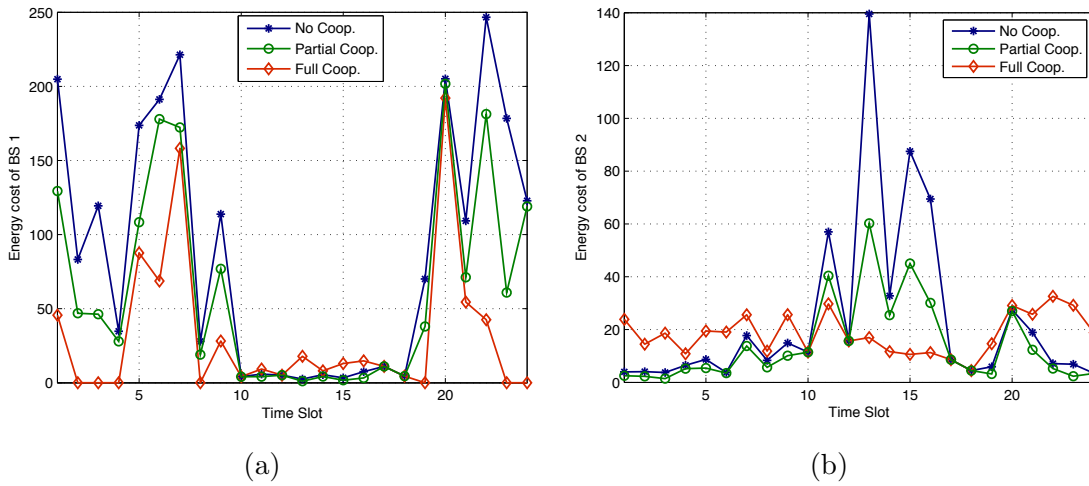 250
200
150
100
50
0
Energy cost of BS 1
No Coop.
Partial Coop.
Full Coop.
5
10
15
20
Time Slot
(a)
140
120
100
80
60
40
20
0
Energy cost of BS 2
No Coop.
Partial Coop.
Full Coop.
5
10
15
20
Time Slot
(b)